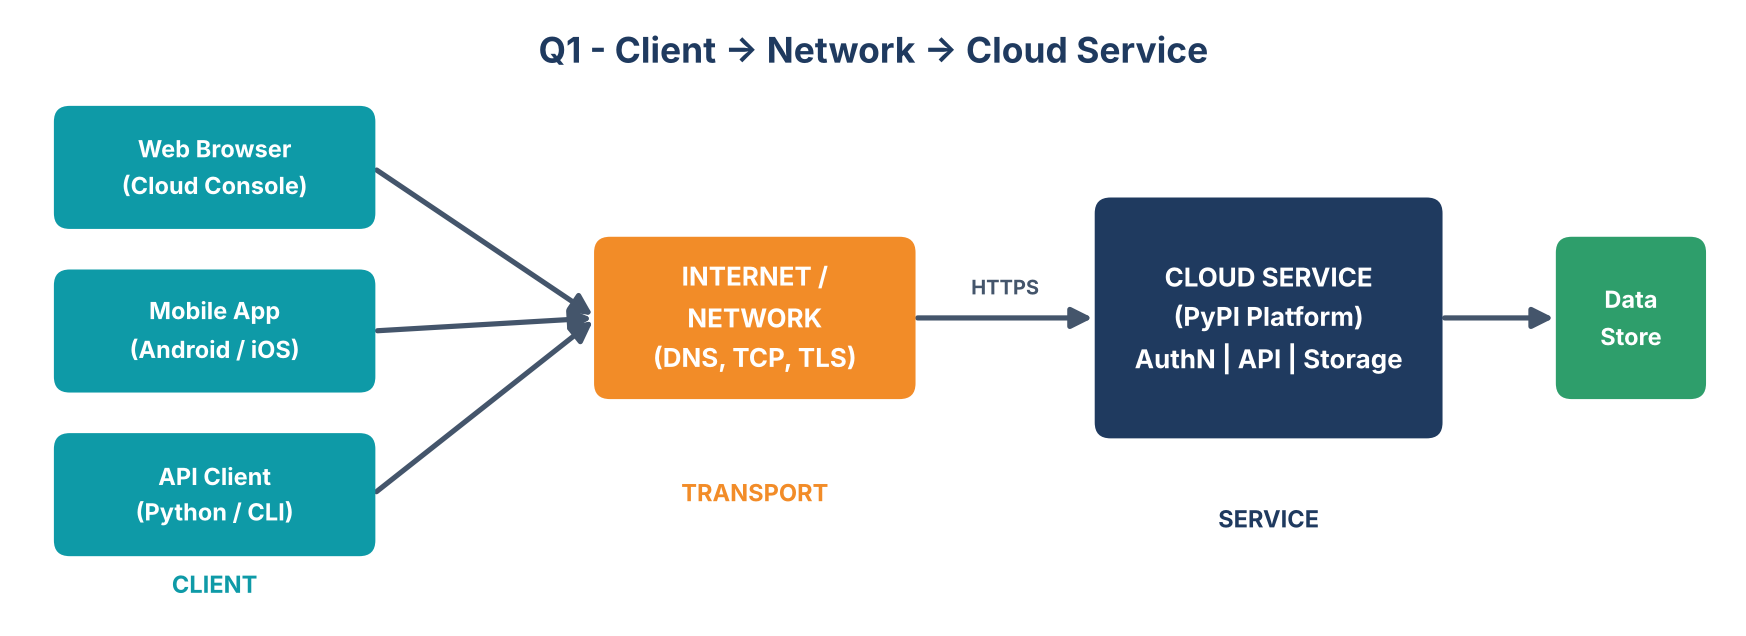 Q1 - Client → Network → Cloud Service
Web Browser
(Cloud Console)
Mobile App
(Android / iOS)
API Client
(Python / CLI)
CLIENT
INTERNET /
NETWORK
(DNS, TCP, TLS)
TRANSPORT
HTTPS
CLOUD SERVICE
(PyPI Platform)
AuthN | API | Storage
SERVICE
Data
Store